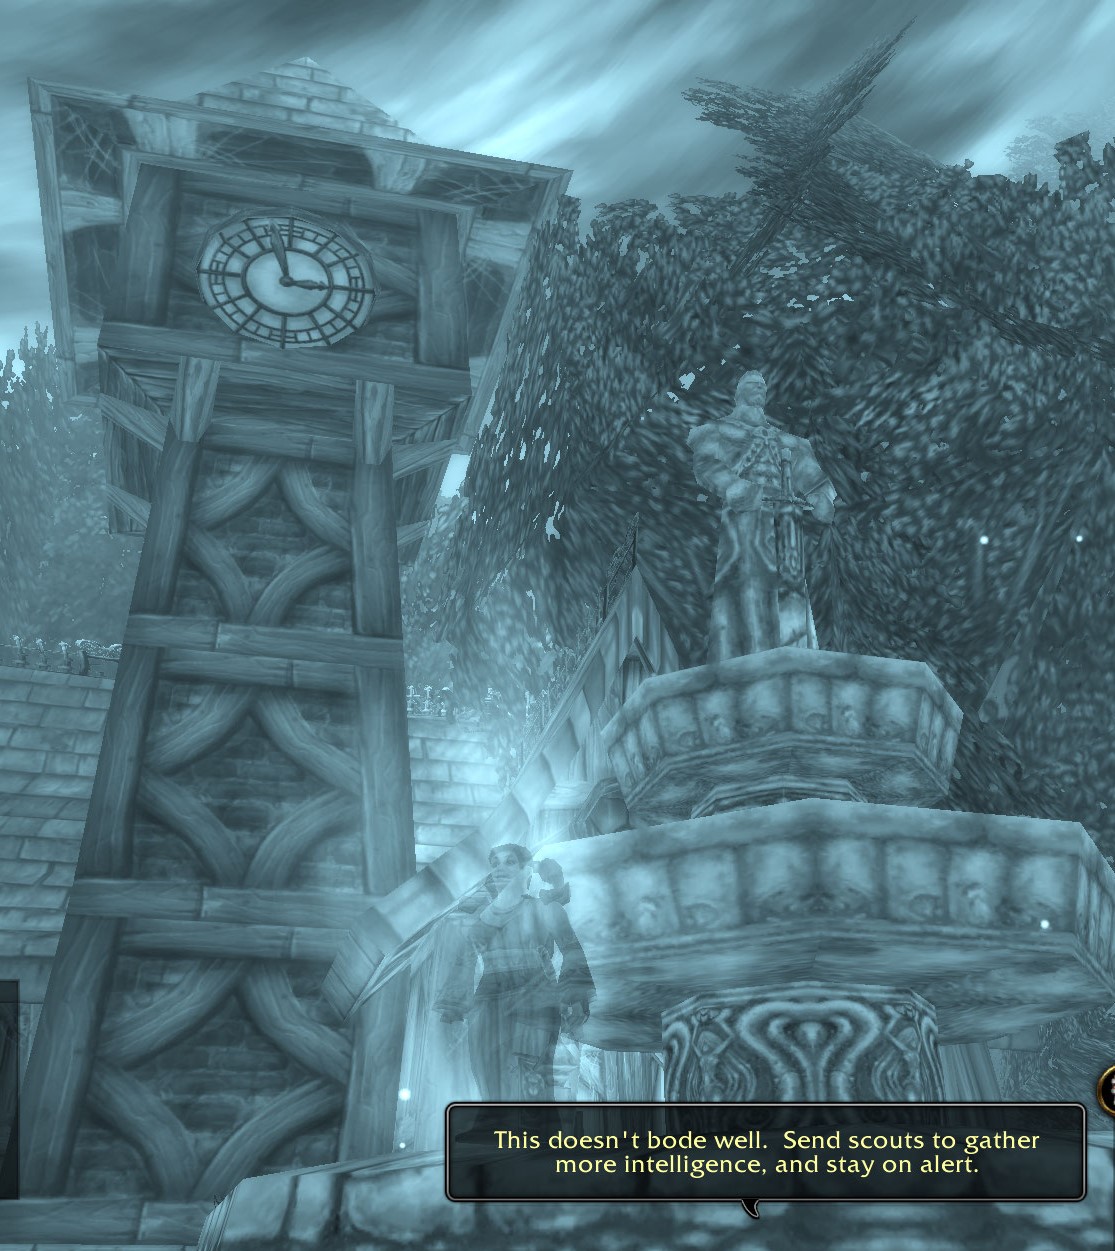 This doesn't bode well.  Send scouts to gather
more intelligence, and stay on alert.